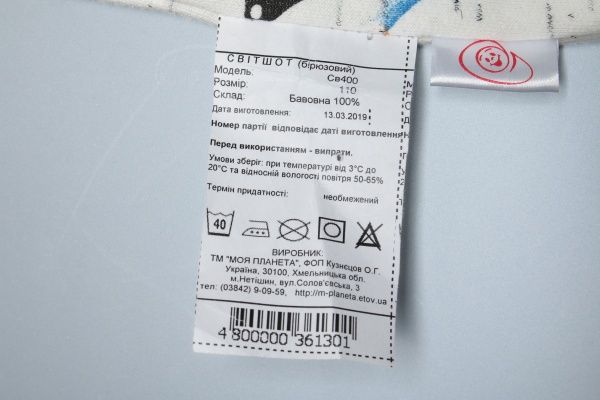 СВІТШОТ (бірюзовий)
Модель: Св400
Розмір: 110
Склад: Бавовна 100%
Дата виготовлення: 13.03.2019
Номер партії відповідає даті виготовлення
Перед використанням - випрати.
Умови зберіг: при температурі від 3°С до
20°С та відносній вологості повітря 50-65%
Термін придатності: необмежений
40
ВИРОБНИК:
ТМ "МОЯ ПЛАНЕТА", ФОП Кузнєцов О.Г.
Україна, 30100, Хмельницька обл.
м.Нетішин, вул.Солов'євська, 3
тел: (03842) 9-09-59, http://m-planeta.etov.ua
4 800000 361301